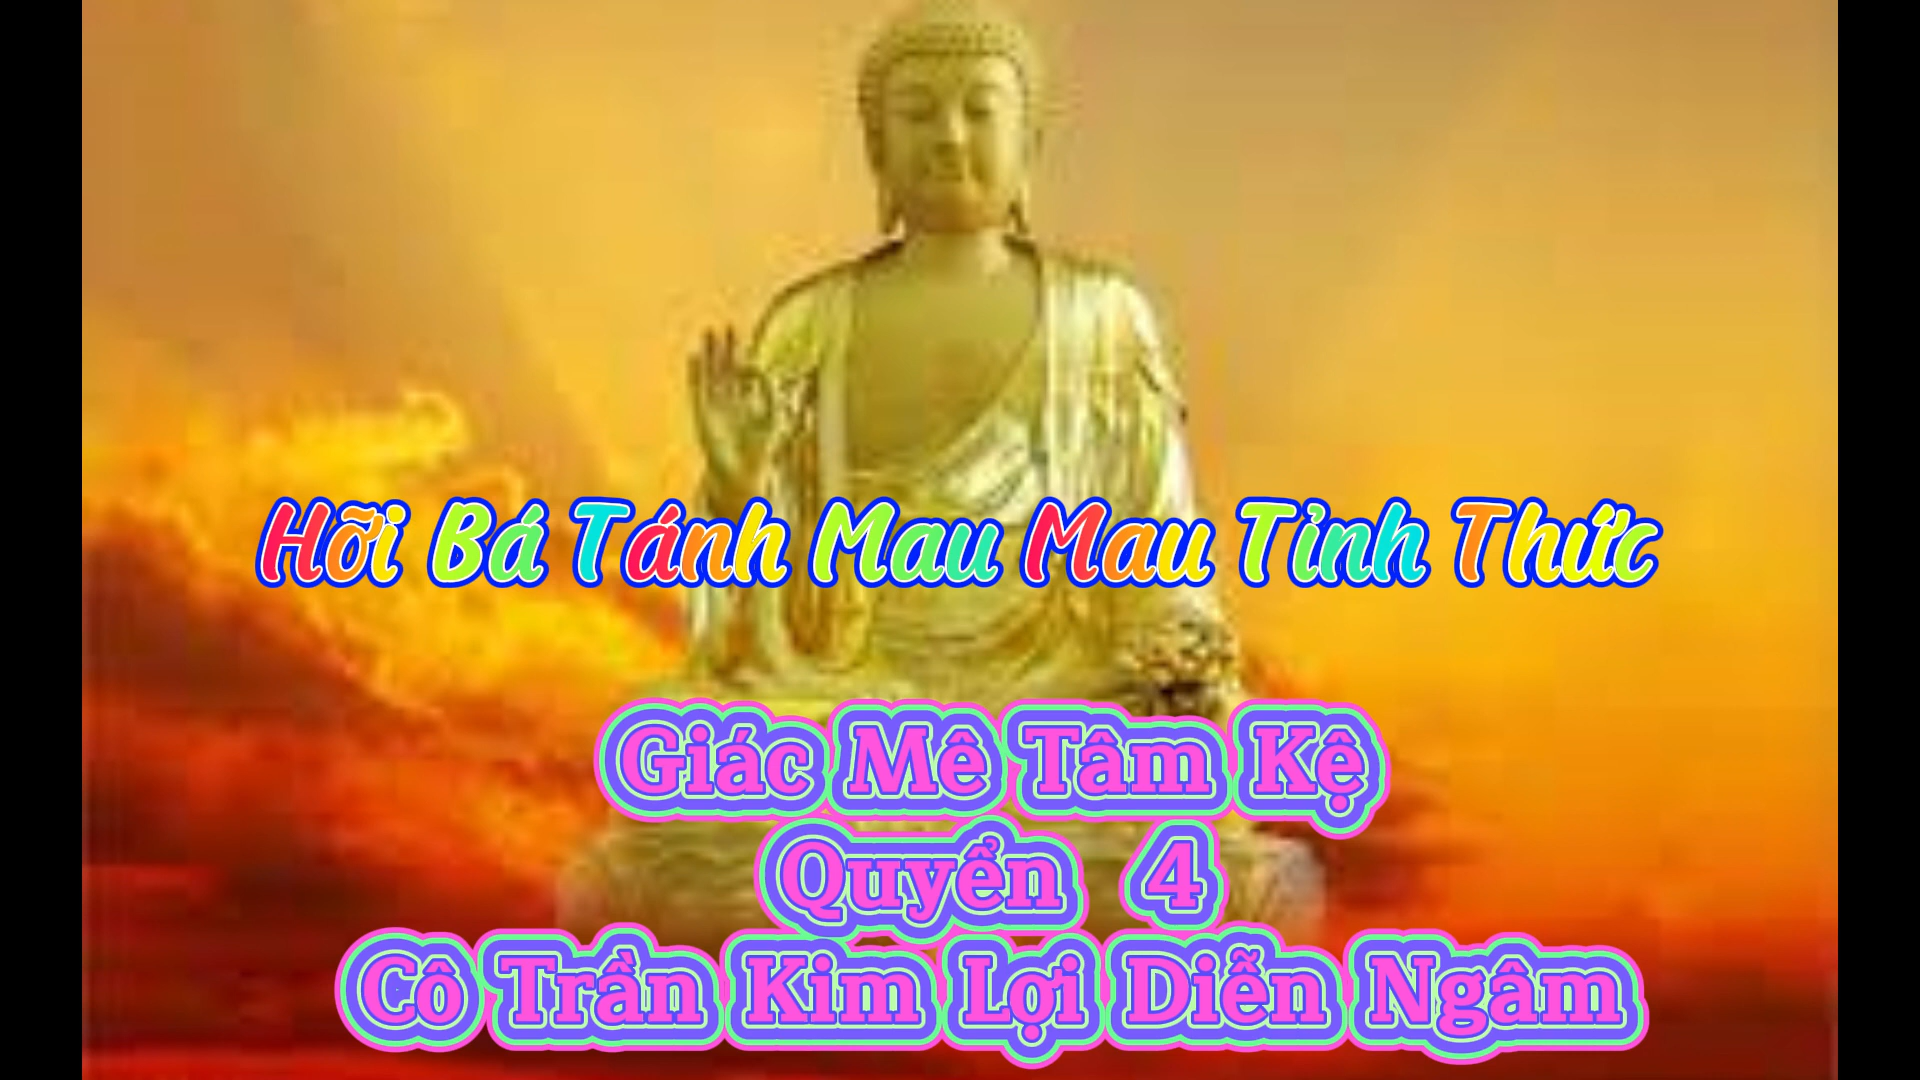 Hỡi Bá Tánh Mau Mau Tỉnh Thức
Giác Mê Tâm Kệ
Quyển 4
Cô Trần Kim Lợi Diễn Ngâm